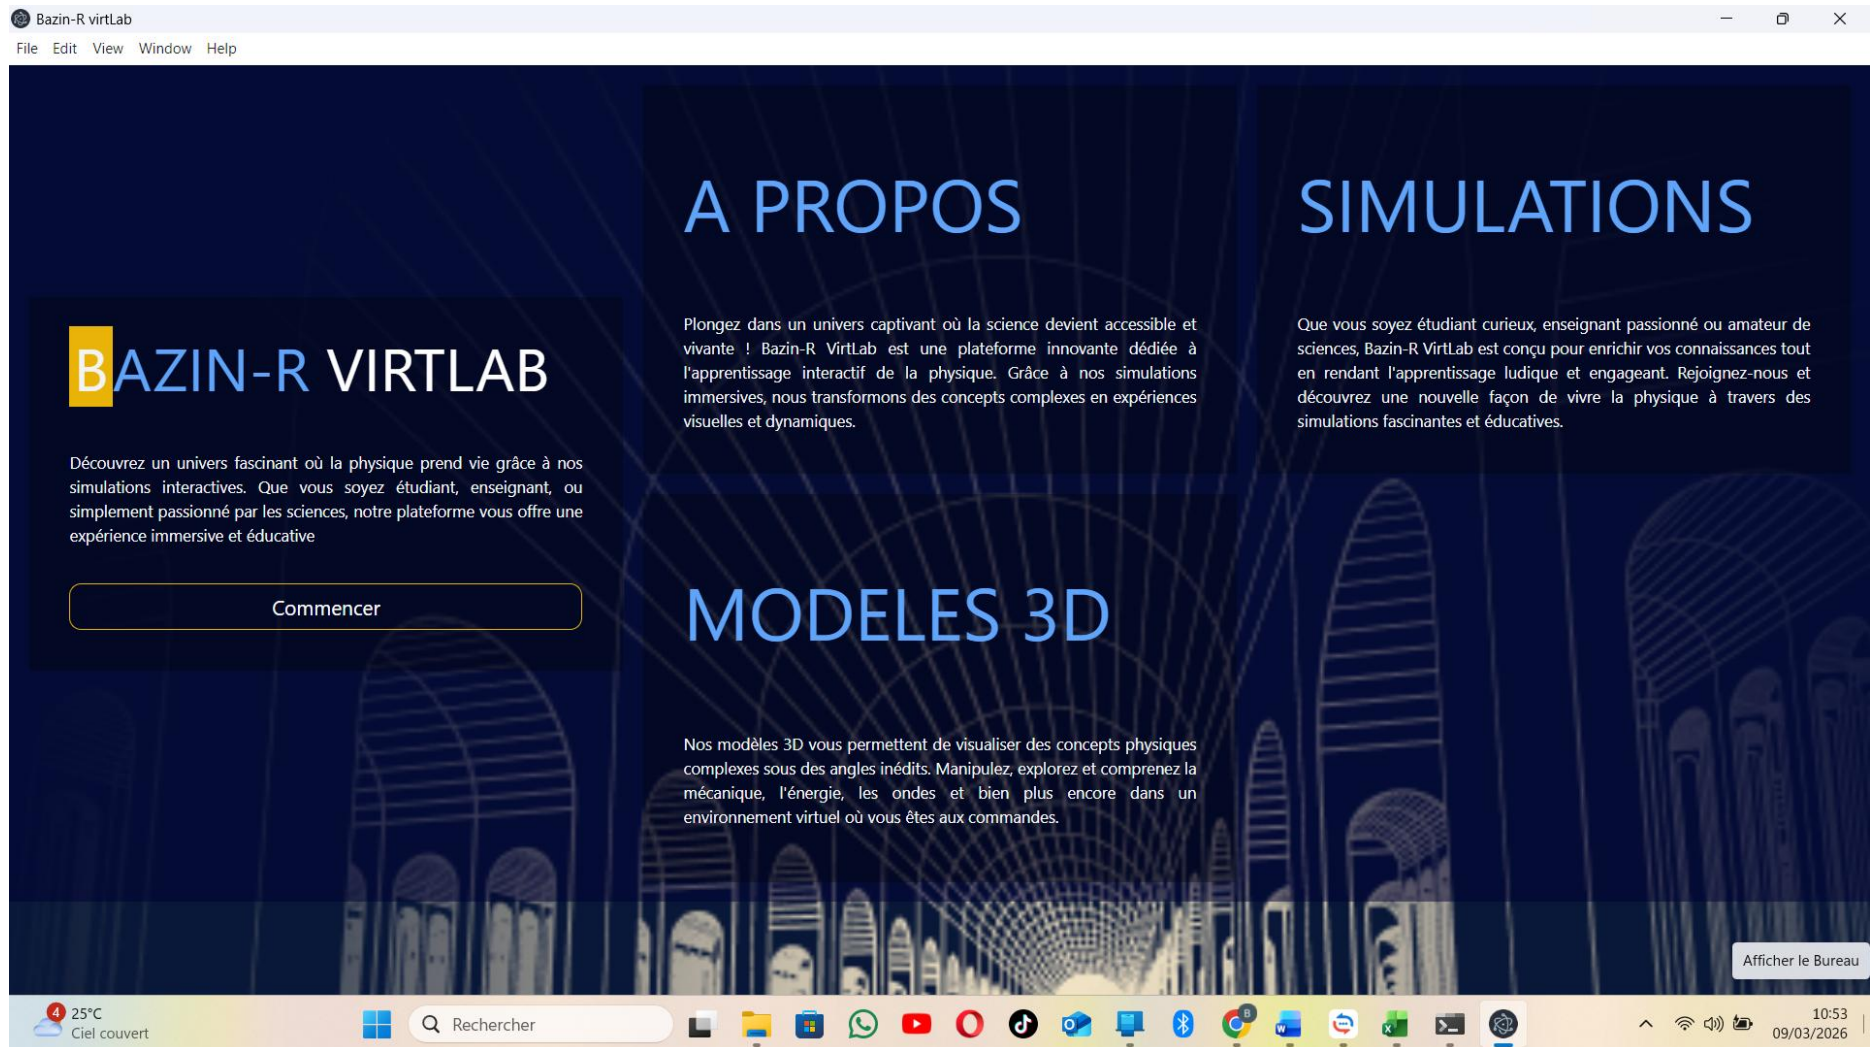 Bazin-R virtLab
File Edit View Window Help
BAZIN-R VIRTLAB
Découvrez un univers fascinant où la physique prend vie grâce à nos
simulations interactives. Que vous soyez étudiant, enseignant, ou
simplement passionné par les sciences, notre plateforme vous offre une
expérience immersive et éducative
Commencer
A PROPOS
Plongez dans un univers captivant où la science devient accessible et
vivante ! Bazin-R VirtLab est une plateforme innovante dédiée à
l'apprentissage interactif de la physique. Grâce à nos simulations
immersives, nous transformons des concepts complexes en expériences
visuelles et dynamiques.
SIMULATIONS
Que vous soyez étudiant curieux, enseignant passionné ou amateur de
sciences, Bazin-R VirtLab est conçu pour enrichir vos connaissances tout
en rendant l'apprentissage ludique et engageant. Rejoignez-nous et
découvrez une nouvelle façon de vivre la physique à travers des
simulations fascinantes et éducatives.
MODELES 3D
Nos modèles 3D vous permettent de visualiser des concepts physiques
complexes sous des angles inédits. Manipulez, explorez et comprenez la
mécanique, l'énergie, les ondes et bien plus encore dans un
environnement virtuel où vous êtes aux commandes.
Afficher le Bureau
4
25°C
Ciel couvert
Rechercher
B
10:53
09/03/2026